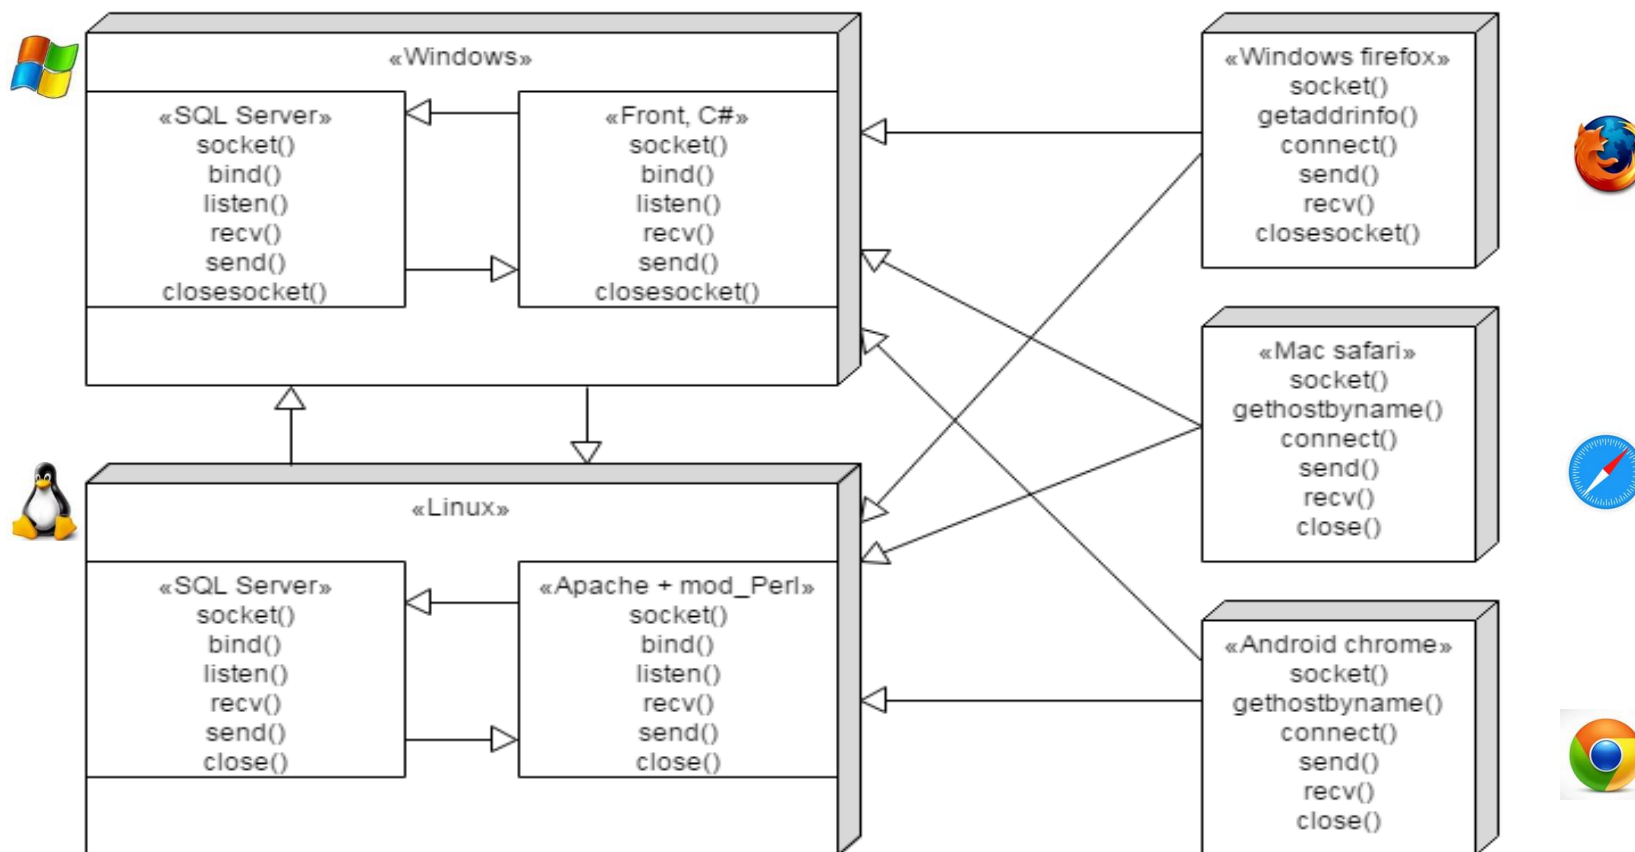 «Windows»
«SQL Server»
socket()
bind()
listen()
recv()
send()
closesocket()
«Front, C#»
socket()
bind()
listen()
recv()
send()
closesocket()
«Linux»
«SQL Server»
socket()
bind()
listen()
recv()
send()
close()
«Apache + mod_Perl»
socket()
bind()
listen()
recv()
send()
close()
«Windows firefox»
socket()
getaddrinfo()
connect()
send()
recv()
closesocket()
«Mac safari»
socket()
gethostbyname()
connect()
send()
recv()
close()
«Android chrome»
socket()
gethostbyname()
connect()
send()
recv()
close()